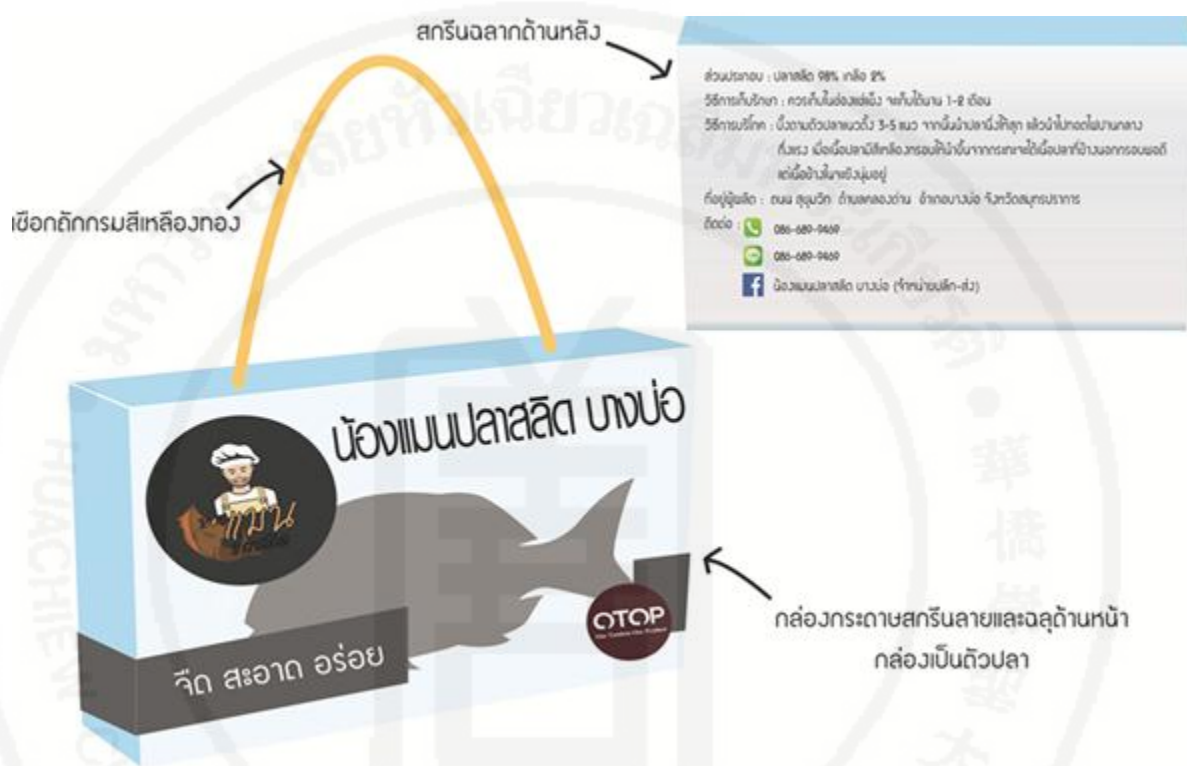 สกรีนฉลากด้านหลัง
ส่วนประกอบ : ปลาสลิด 98% เกลือ 2%
วิธีการเก็บรักษา : ควรเก็บในช่องแช่แข็ง จะเก็บได้นาน 1-2 เดือน
วิธีการบริโภค : บั้งตามตัวปลาแนวตั้ง 3-5 แนว จากนั้นนำปลานึ่งให้สุก แล้วนำไปทอดไฟปานกลาง
กึ่งแรง เมื่อเนื้อปลามีสีเหลืองกรอบให้นำขึ้นจากกระทะจะได้เนื้อปลาที่ข้างนอกกรอบพอดี
แต่เนื้อข้างในจะยังนุ่มอยู่
ที่อยู่ผู้ผลิต : ถนน สุขุมวิท ตำบลคลองด่าน อำเภอบางบ่อ จังหวัดสมุทรปราการ
ติดต่อ : 086-689-9469
086-689-9469
น้องแมนปลาสลิด บางบ่อ (จำหน่ายปลีก-ส่ง)
เชือกถักกรมสีเหลืองทอง
น้องแมนปลาสลิด บางบ่อ
แมน
OTOP
จืด สะอาด อร่อย
กล่องกระดาษสกรีนลายและฉลุด้านหน้า
กล่องเป็นตัวปลา